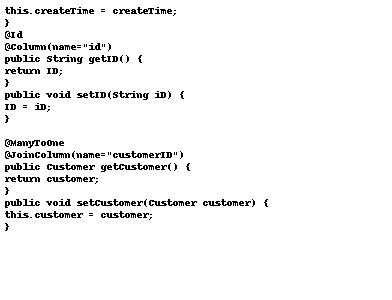 this.createTime = createTime;
}
@Id
@Column(name="id")
public String getID() {
return ID;
}
public void setID(String iD) {
ID = iD;
}
@ManyToOne
@JoinColumn(name="customerID")
public Customer getCustomer() {
return customer;
}
public void setCustomer(Customer customer) {
this.customer = customer;
}